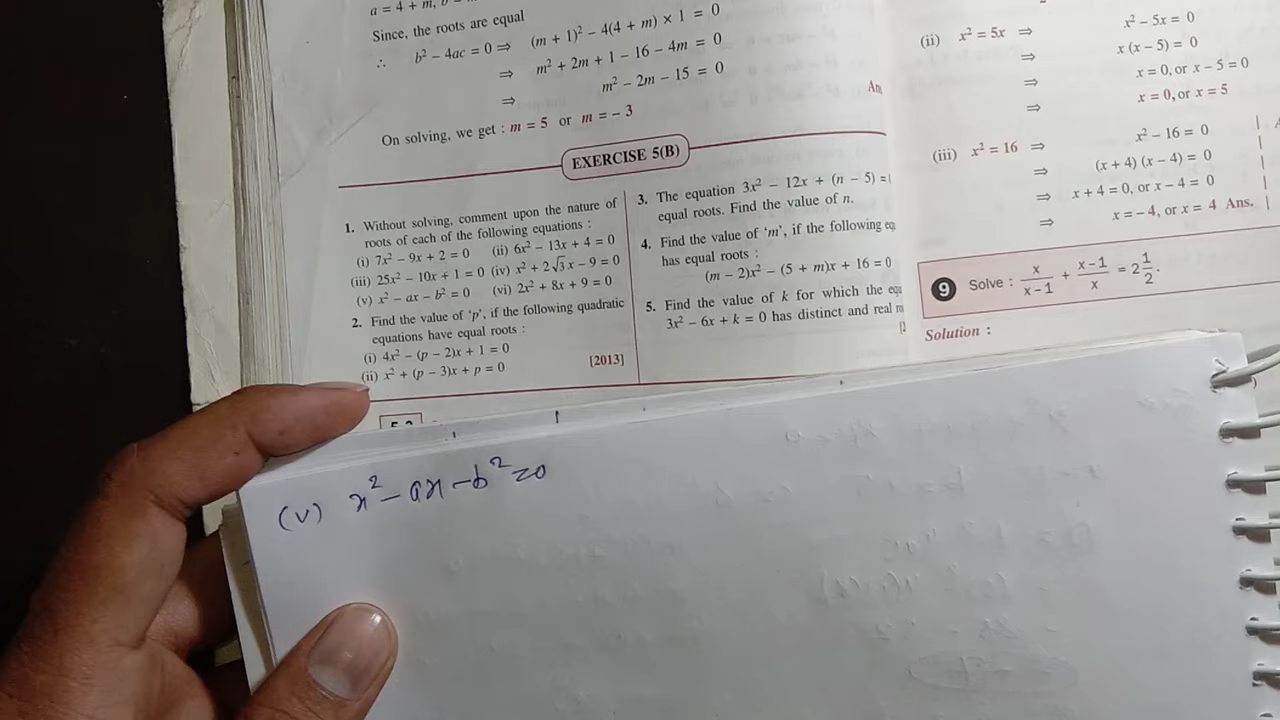 a = 4 + m,
Since, the roots are equal
∴ b² – 4ac = 0 ⇒ (m + 1)² – 4(4 + m) × 1 = 0
⇒ m² + 2m + 1 – 16 – 4m = 0
⇒ m² – 2m – 15 = 0
An
On solving, we get : m = 5 or m = – 3
EXERCISE 5(B)
1. Without solving, comment upon the nature of
roots of each of the following equations :
(i) 7x² – 9x + 2 = 0 (ii) 6x² – 13x + 4 = 0
(iii) 25x² – 10x + 1 = 0 (iv) x² + 2√3x – 9 = 0
(v) x² – ax – b² = 0 (vi) 2x² + 8x + 9 = 0
2. Find the value of 'p', if the following quadratic
equations have equal roots :
(i) 4x² – (p – 2)x + 1 = 0
(ii) x² + (p – 3)x + p = 0 [2013]
3. The equation 3x² – 12x + (n – 5) =
equal roots. Find the value of n.
4. Find the value of 'm', if the following eq
has equal roots :
(m – 2)x² – (5 + m)x + 16 = 0
5. Find the value of k for which the equ
3x² – 6x + k = 0 has distinct and real
[2
(ii) x² = 5x ⇒ x² – 5x = 0
⇒ x (x – 5) = 0
⇒ x = 0, or x – 5 = 0
⇒ x = 0, or x = 5
(iii) x² = 16 ⇒ x² – 16 = 0
⇒ (x + 4) (x – 4) = 0
⇒ x + 4 = 0, or x – 4 = 0
⇒ x = – 4, or x = 4 Ans.
9 Solve : x/(x–1) + (x–1)/x = 2 1/2.
Solution :
(v) x² – ax – b² = 0